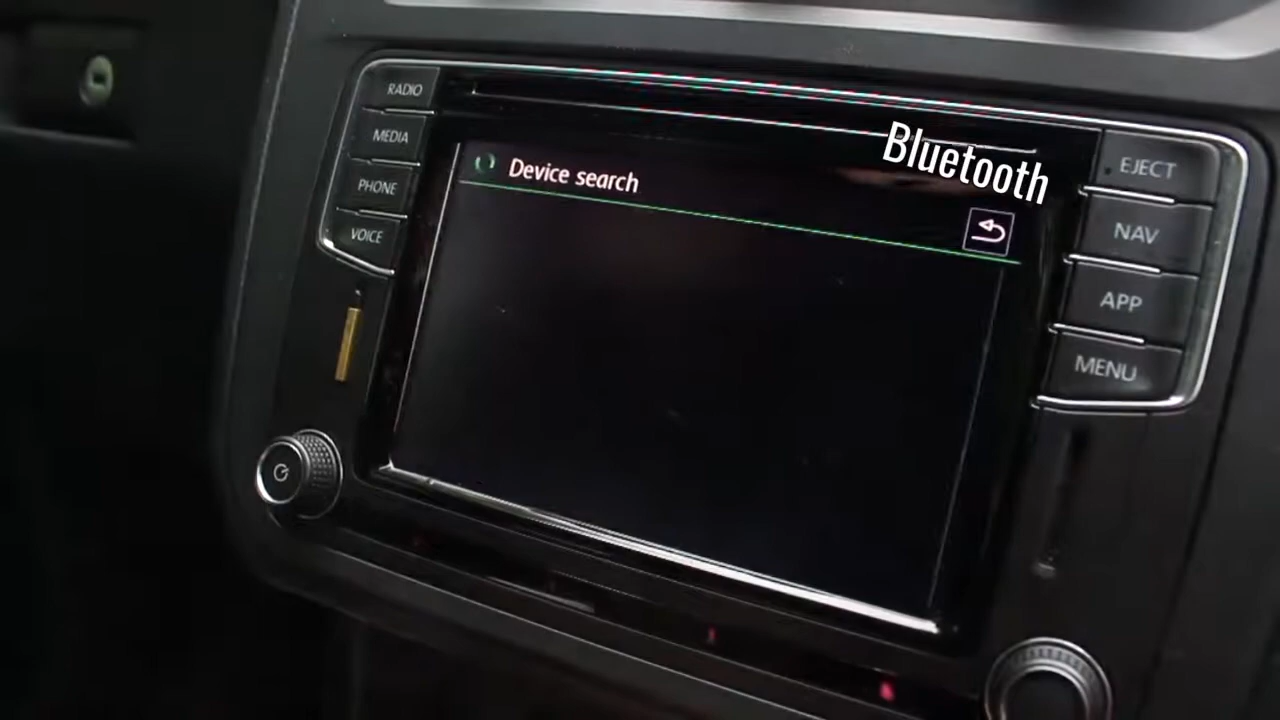 RADIO
MEDIA
PHONE
VOICE
Device search
Bluetooth
EJECT
NAV
APP
MENU